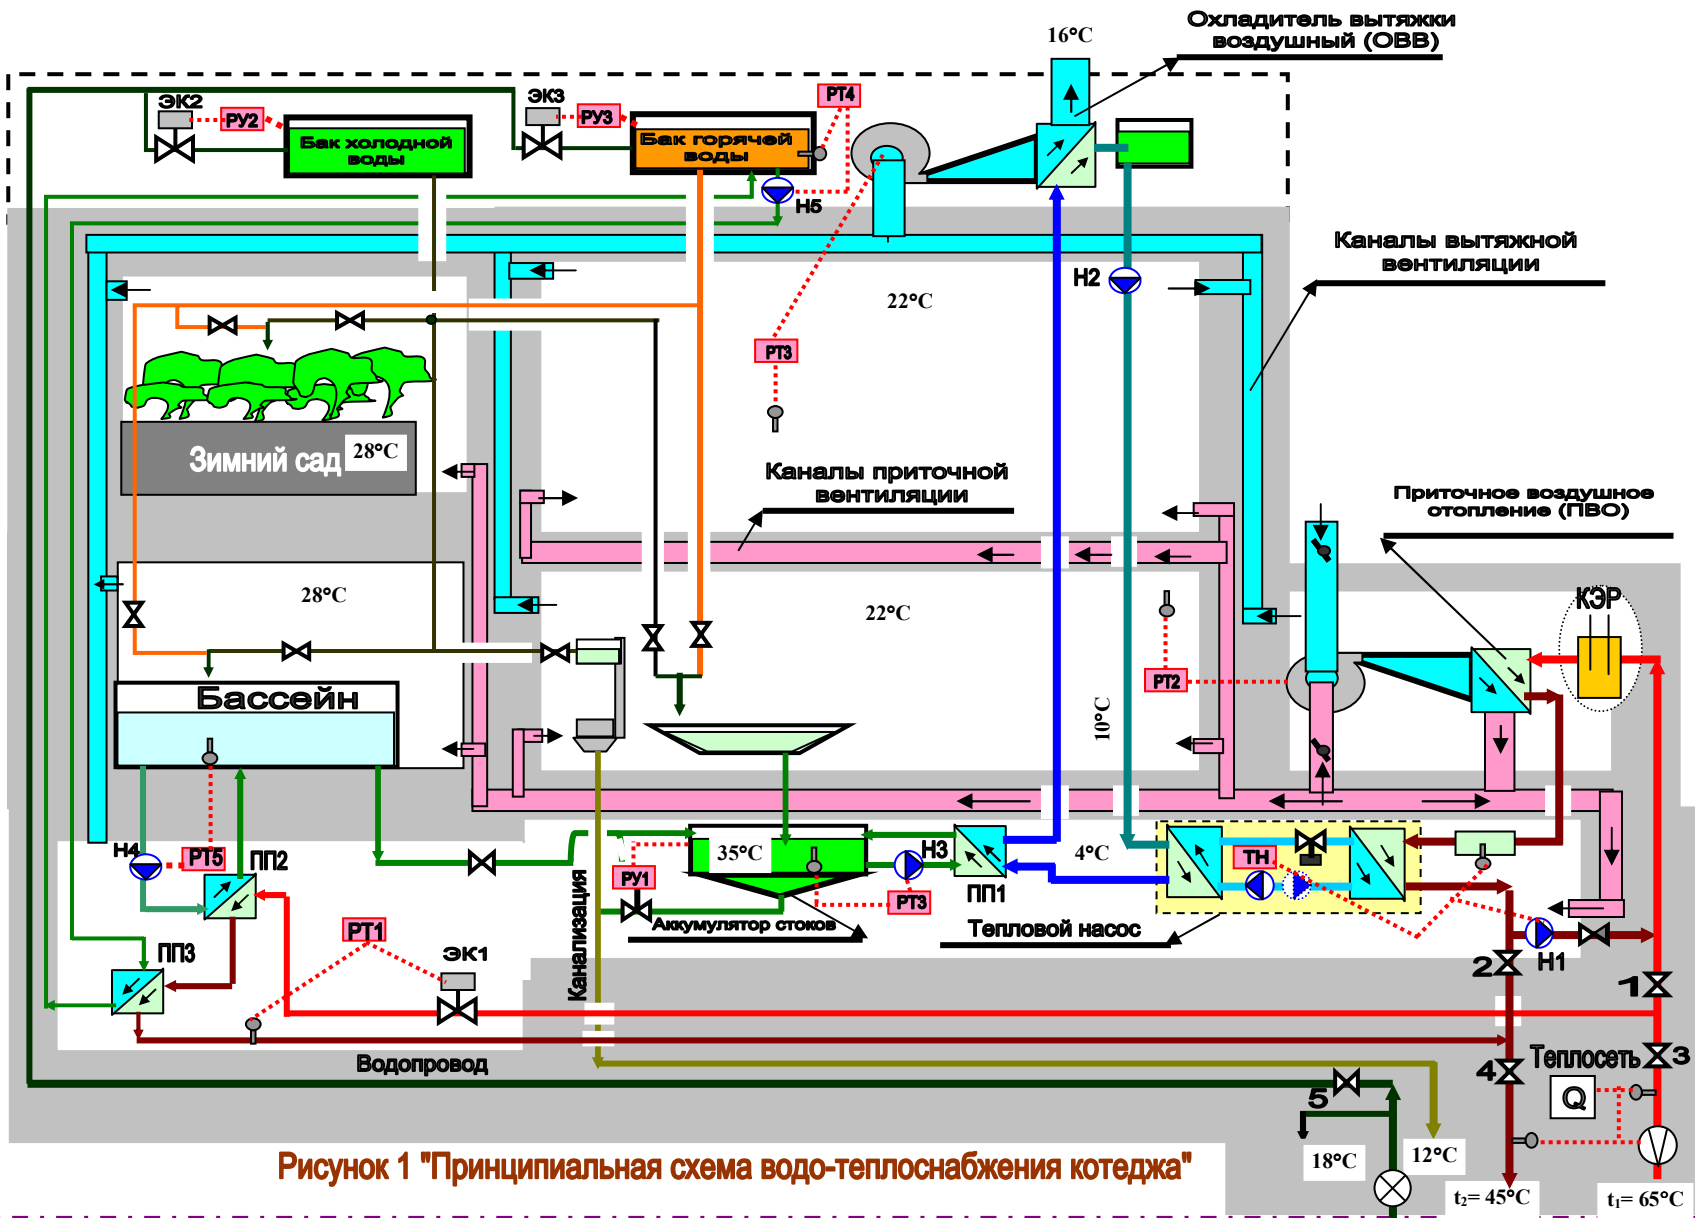 Охладитель вытяжки
воздушный (ОВВ)
16°C
ЭК2
РУ2
ЭК3
РУ3
РТ4
Бак холодной
воды
Бак горячей
воды
Н5
Каналы вытяжной
вентиляции
Н2
22°C
РТ3
Зимний сад
28°C
Каналы приточной
вентиляции
Приточное воздушное
отопление (ПВО)
28°C
22°C
КЭР
РТ2
Бассейн
10°C
Н4
РТ5
ПП2
35°C
Н3
4°C
ТН
РУ1
РТ3
ПП1
Аккумулятор стоков
Тепловой насос
Канализация
РТ1
ЭК1
ПП3
2
Н1
1
Водопровод
4
Теплосеть
3
5
Q
Рисунок 1 "Принципиальная схема водо-теплоснабжения котеджа"
18°C
12°C
t₂= 45°C
t₁= 65°C